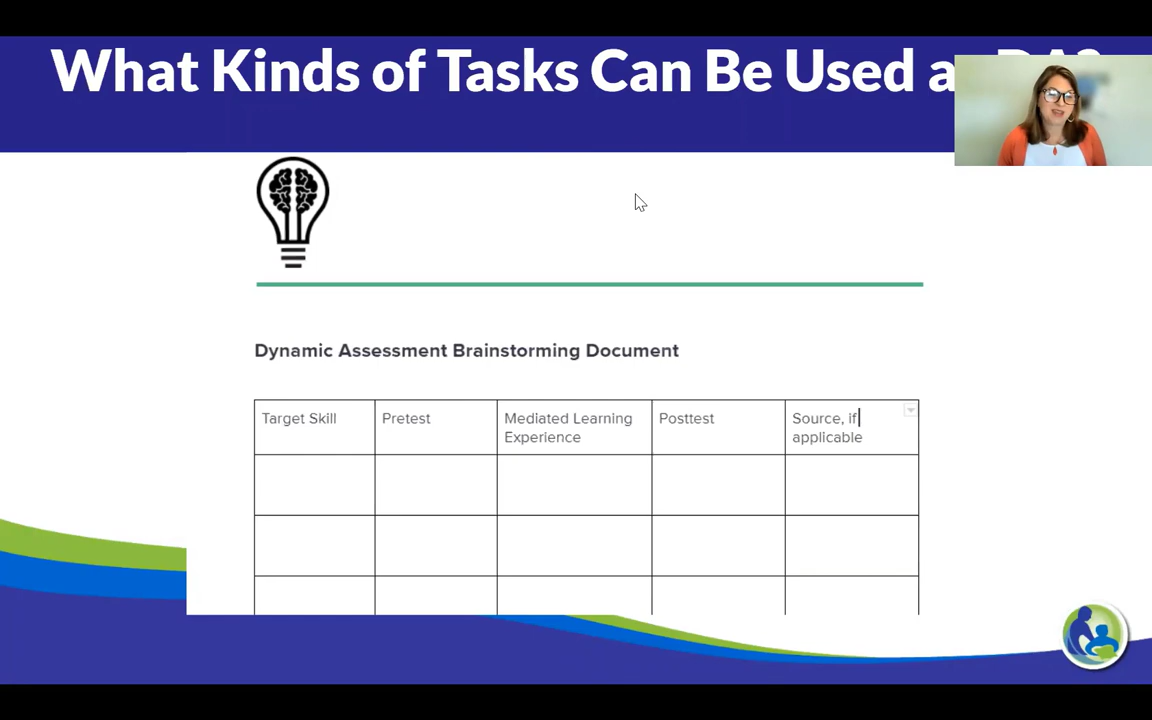 What Kinds of Tasks Can Be Used a
Dynamic Assessment Brainstorming Document
Target Skill
Pretest
Mediated Learning
Experience
Posttest
Source, if
applicable